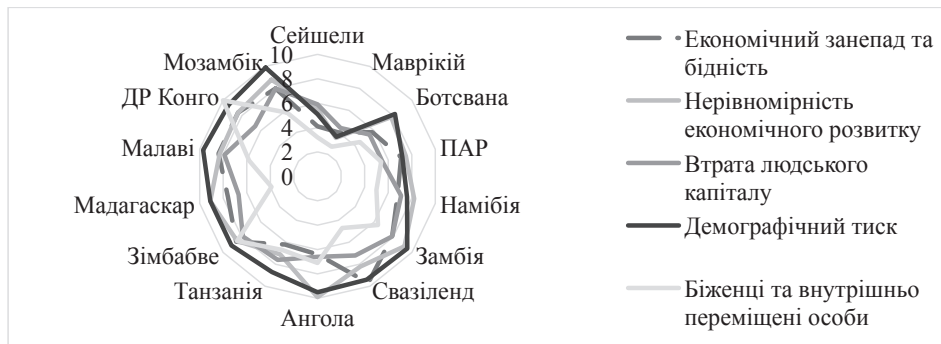 Сейшели
Маврікій
Ботсвана
ПАР
Намібія
Замбія
Свазіленд
Ангола
Танзанія
Зімбабве
Мадагаскар
Малаві
ДР Конго
Мозамбік
10
8
6
4
2
0
Економічний занепад та
бідність
Нерівномірність
економічного розвитку
Втрата людського
капіталу
Демографічний тиск
Біженці та внутрішньо
переміщені особи